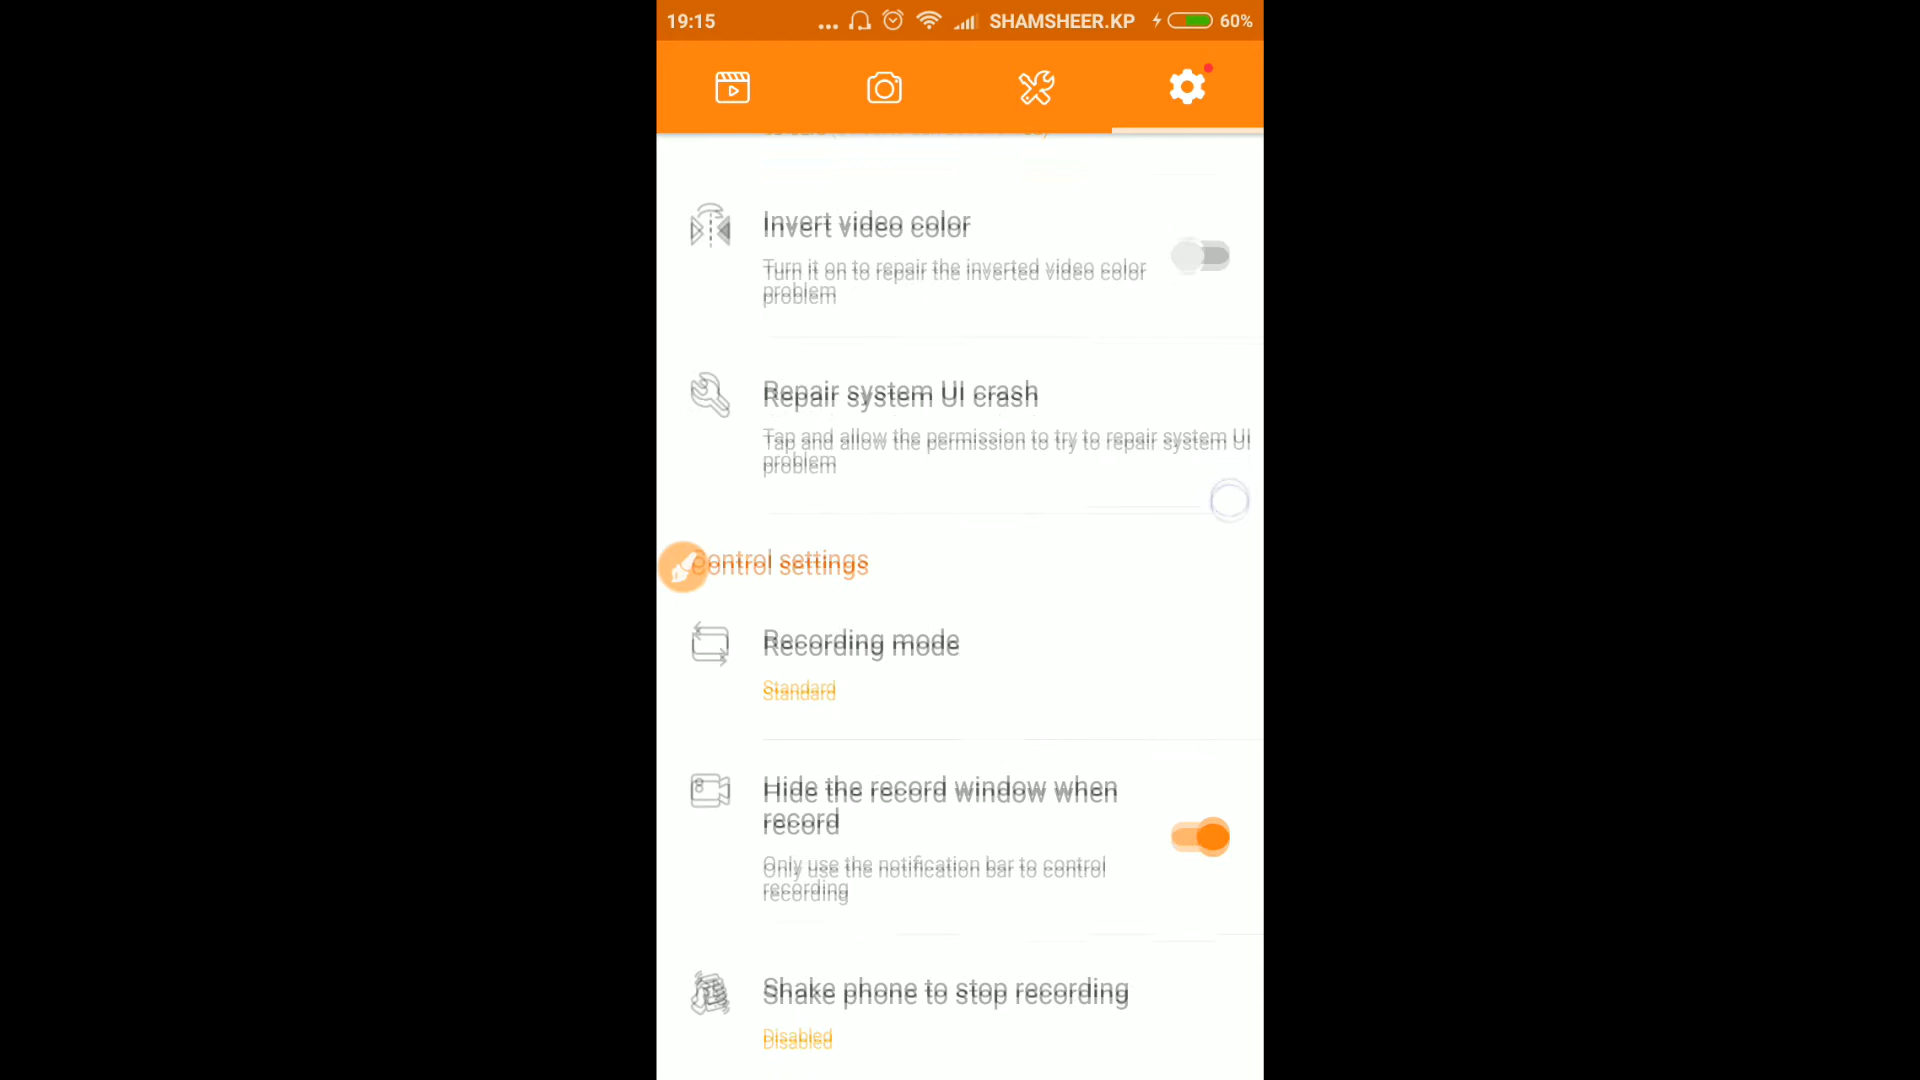 19:15 ... SHAMSHEER.KP 60%
Invert video color
Turn it on to repair the inverted video color
problem
Repair system UI crash
Tap and allow the permission to try to repair system UI
problem
Control settings
Recording mode
Standard
Hide the record window when
record
Only use the notification bar to control
recording
Shake phone to stop recording
Disabled